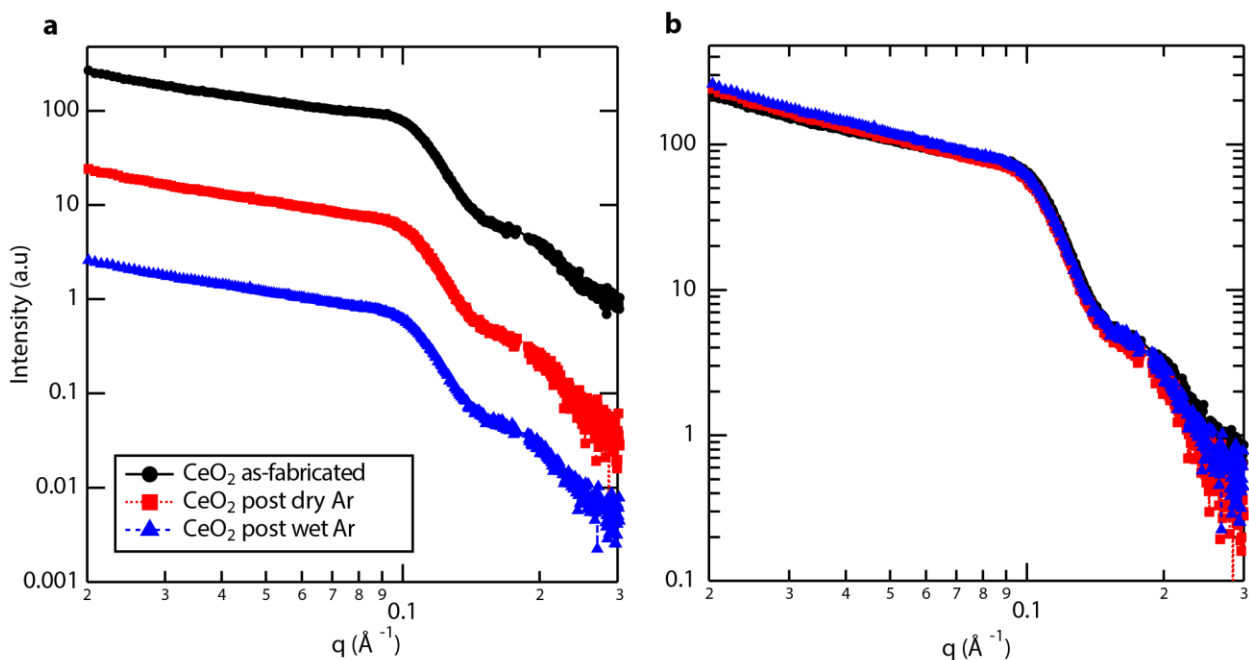 a
100
10
1
0.1
0.01
0.001
Intensity (a.u)
CeO₂ as-fabricated
CeO₂ post dry Ar
CeO₂ post wet Ar
2 3 4 5 6 7 8 9 2 3
0.1
q (Å ⁻¹)
b
100
10
1
0.1
2 3 4 5 6 7 8 9 2 3
0.1
q (Å ⁻¹)